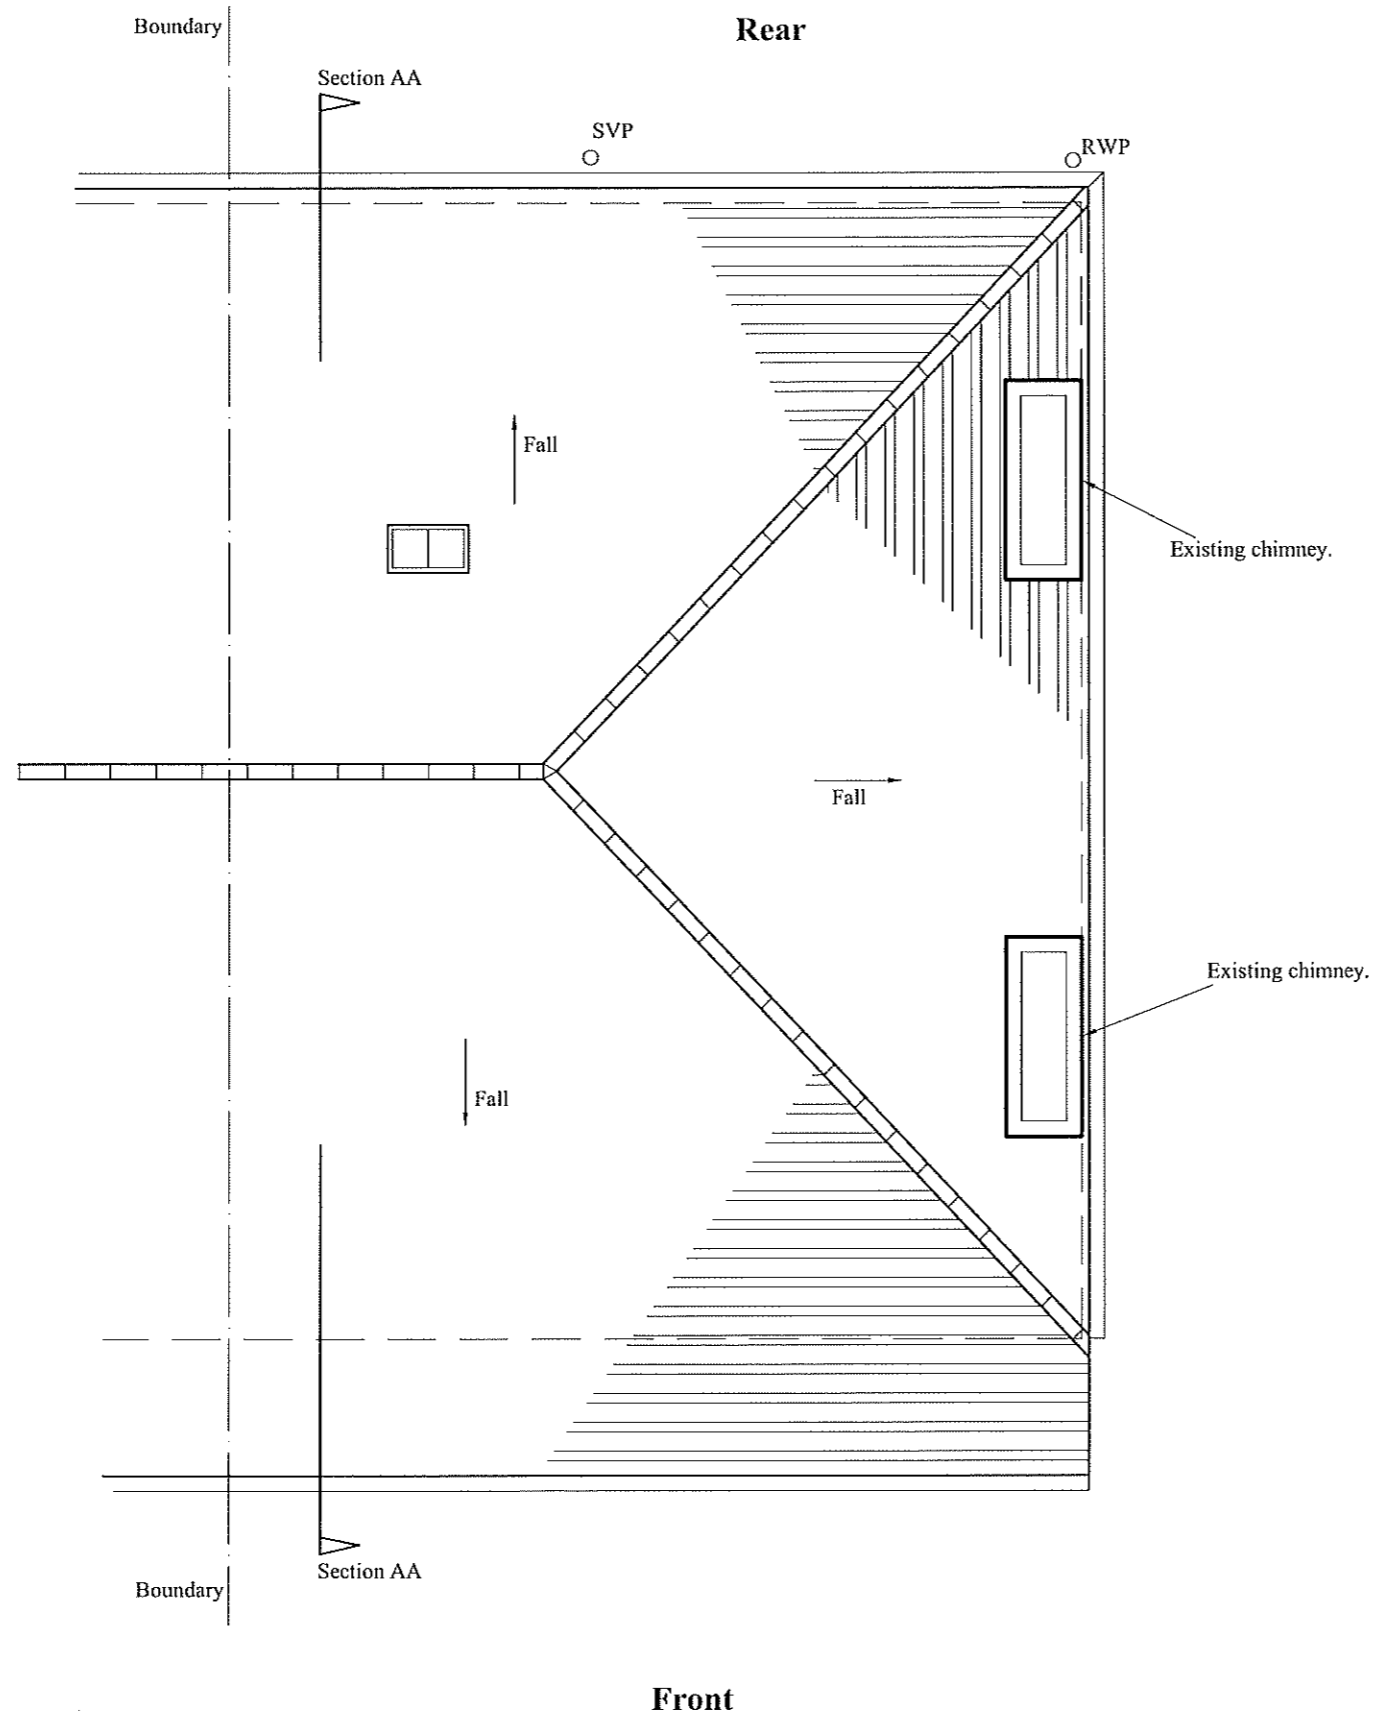 Boundary
Rear
Section AA
SVP
RWP
Fall
Existing chimney.
Fall
Existing chimney.
Fall
Section AA
Boundary
Front